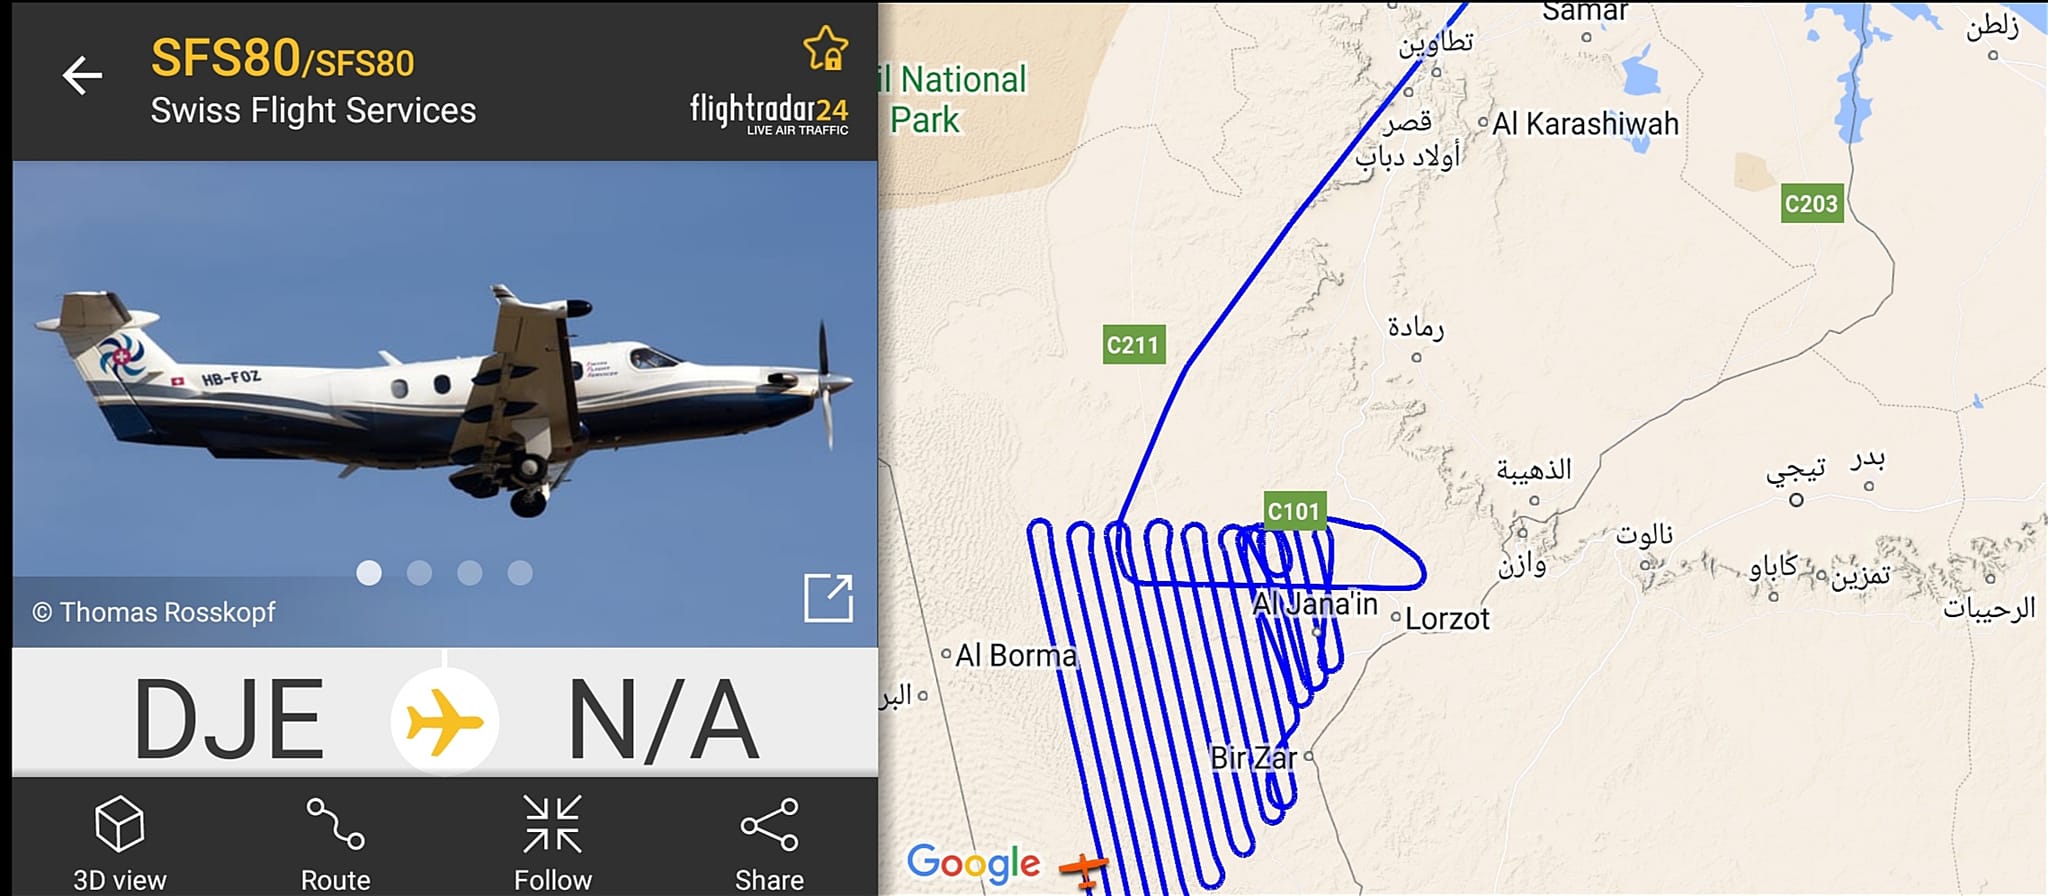 SFS80/SFS80
Swiss Flight Services
flightradar24
LIVE AIR TRAFFIC
HB-FOZ
© Thomas Rosskopf
DJE
N/A
3D view
Route
Follow
Share
il National
Park
Samar
زلطن
تطاوين
قصر
أولاد دباب
Al Karashiwah
C203
C211
رمادة
الذهيبة
بدر
تيجي
C101
نالوت
وازن
كاباو
تمزين
الرحيبات
Al Jana'in
Lorzot
Al Borma
البر
Bir Zar
Google